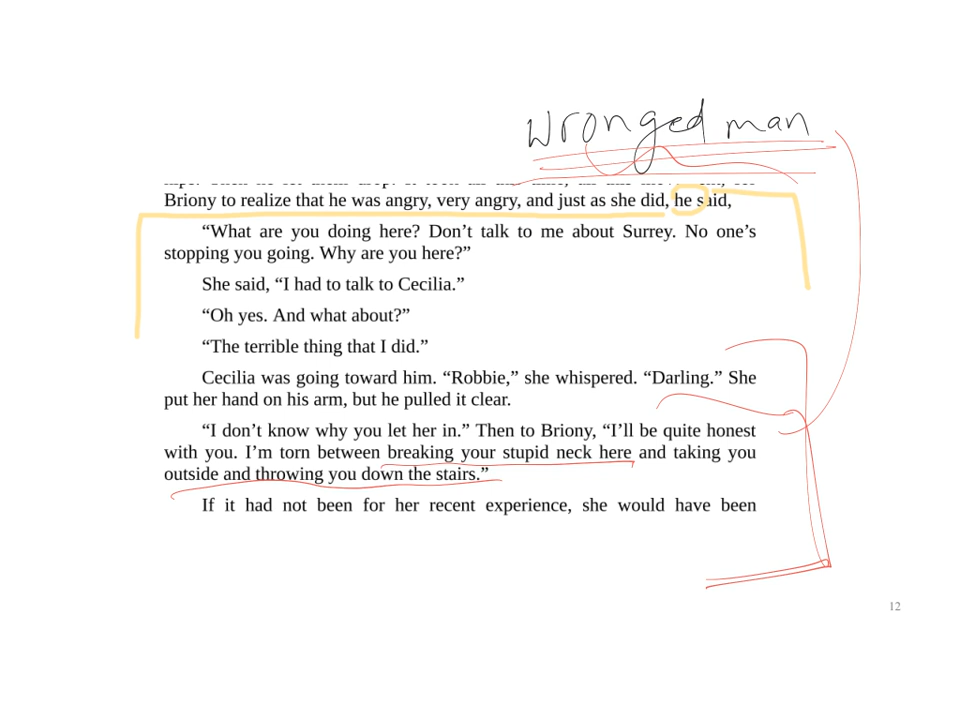 wronged man
Briony to realize that he was angry, very angry, and just as she did, he said,
“What are you doing here? Don’t talk to me about Surrey. No one’s
stopping you going. Why are you here?”
She said, “I had to talk to Cecilia.”
“Oh yes. And what about?”
“The terrible thing that I did.”
Cecilia was going toward him. “Robbie,” she whispered. “Darling.” She
put her hand on his arm, but he pulled it clear.
“I don’t know why you let her in.” Then to Briony, “I’ll be quite honest
with you. I’m torn between breaking your stupid neck here and taking you
outside and throwing you down the stairs.”
If it had not been for her recent experience, she would have been
12